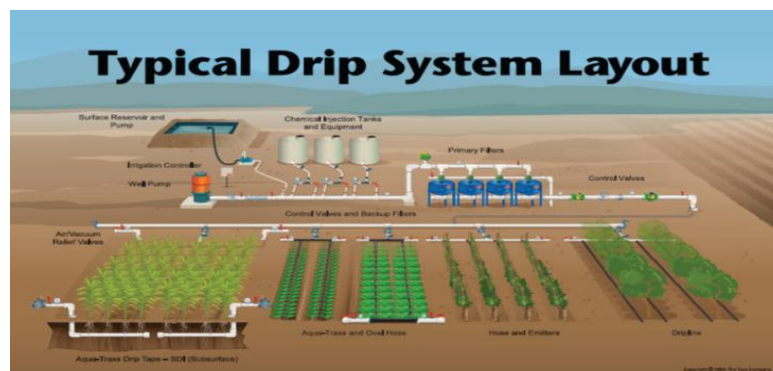 Typical Drip System Layout
Surface Reservoir and
Pump
Chemical Injection Tanks
and Equipment
Primary Filters
Irrigation Controller
Well Pump
Control Valves
Control Valves and Backup Filters
Air/Vacuum
Relief Valves
Aqua-Traxx and Oval Hose
Hose and Emitters
Dripline
Aqua-Traxx Drip Tape – SDI (Subsurface)